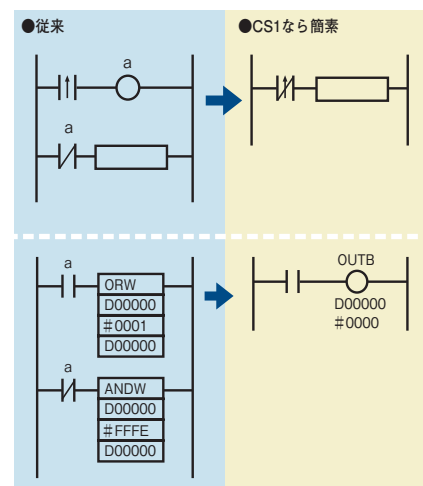 ●従来
●CS1なら簡素
a
a
a
ORW
D00000
#0001
D00000
a
ANDW
D00000
#FFFE
D00000
OUTB
D00000
#0000